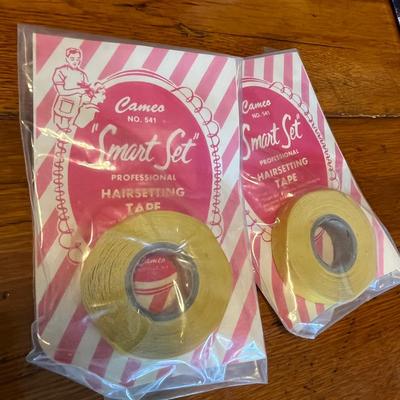 Cameo
NO. 541
"Smart Set"
PROFESSIONAL
HAIRSETTING
TAPE
Cameo
Cameo
NO. 541
"Smart Set"
PROFESSIONAL
HAIRSETTING
TAPE